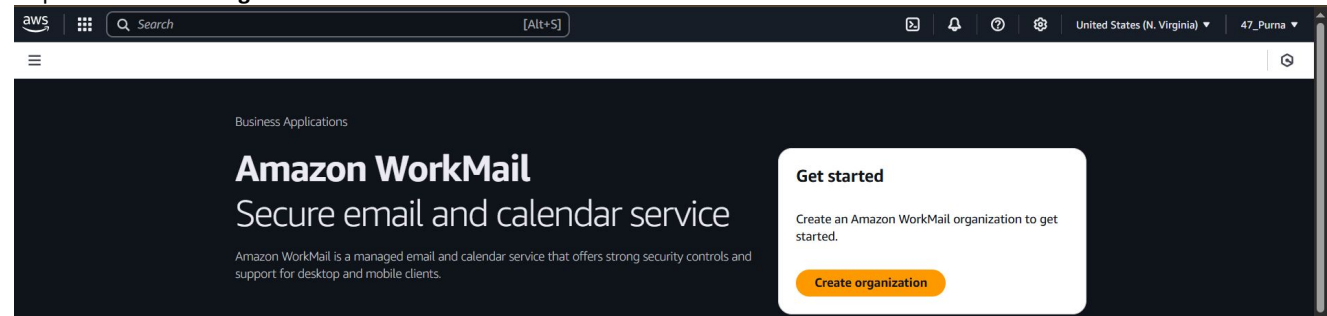 aws
Search [Alt+S]
United States (N. Virginia) ▼
47_Purna ▼
Business Applications
Amazon WorkMail
Secure email and calendar service
Amazon WorkMail is a managed email and calendar service that offers strong security controls and
support for desktop and mobile clients.
Get started
Create an Amazon WorkMail organization to get
started.
Create organization